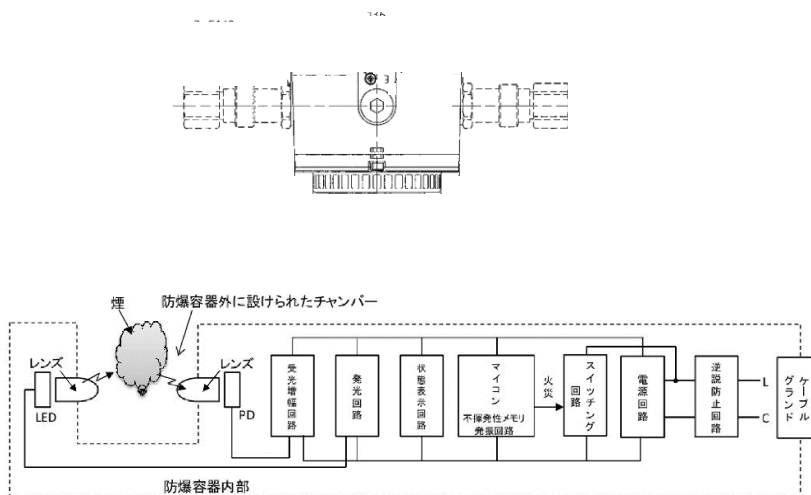 煙
防爆容器外に設けられたチャンバー
レンズ
レンズ
LED
PD
受光増幅回路
発光回路
状態表示回路
マイコン
不揮発性メモリ
発振回路
火災
スイッチング
回路
電源回路
逆説防止回路
L
C
ケーブル
グランド
防爆容器内部